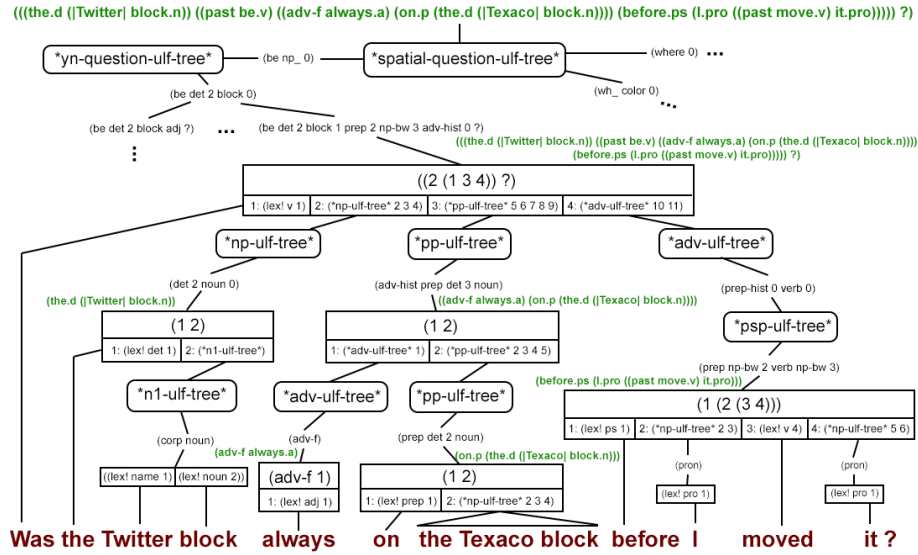 (((the.d (|Twitter| block.n)) ((past be.v) ((adv-f always.a) (on.p (the.d (|Texaco| block.n)))) (before.ps (I.pro ((past move.v) it.pro))))) ?)
*yn-question-ulf-tree*
(be np_ 0)
*spatial-question-ulf-tree*
(where 0) ...
(be det 2 block 0)
(wh_ color 0)
...
(be det 2 block adj ?)
...
(be det 2 block 1 prep 2 np-bw 3 adv-hist 0 ?)
(((the.d (|Twitter| block.n)) ((past be.v) ((adv-f always.a) (on.p (the.d (|Texaco| block.n))))
(before.ps (I.pro ((past move.v) it.pro))))) ?)
((2 (1 3 4)) ?)
1: (lex! v 1) 2: (*np-ulf-tree* 2 3 4) 3: (*pp-ulf-tree* 5 6 7 8 9) 4: (*adv-ulf-tree* 10 11)
*np-ulf-tree* *pp-ulf-tree* *adv-ulf-tree*
(det 2 noun 0) (adv-hist prep det 3 noun) (prep-hist 0 verb 0)
(the.d (|Twitter| block.n)) ((adv-f always.a) (on.p (the.d (|Texaco| block.n))))
(1 2) (1 2) *psp-ulf-tree*
1: (lex! det 1) 2: (*n1-ulf-tree*) 1: (*adv-ulf-tree* 1) 2: (*pp-ulf-tree* 2 3 4 5)
(prep np-bw 2 verb np-bw 3)
(before.ps (I.pro ((past move.v) it.pro)))
*n1-ulf-tree* *adv-ulf-tree* *pp-ulf-tree* (1 (2 (3 4)))
1: (lex! ps 1) 2: (*np-ulf-tree* 2 3) 3: (lex! v 4) 4: (*np-ulf-tree* 5 6)
(corp noun) (adv-f) (prep det 2 noun)
(adv-f always.a) (on.p (the.d (|Texaco| block.n)))
(pron) (pron)
((lex! name 1) (lex! noun 2)) (adv-f 1) (1 2)
(lex! pro 1) (lex! pro 1)
1: (lex! adj 1) 1: (lex! prep 1) 2: (*np-ulf-tree* 2 3 4)
Was the Twitter block always on the Texaco block before I moved it ?